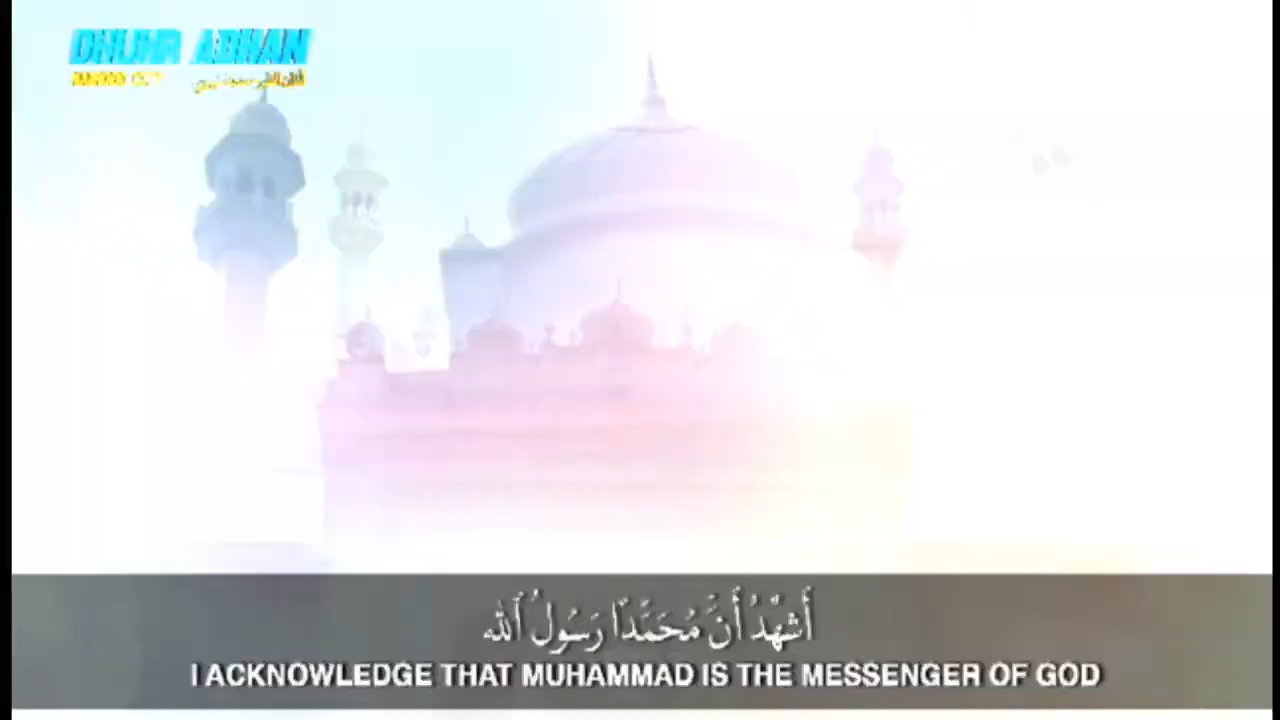 DHUHR ADHAN
أَشْهَدُ أَنَّ مُحَمَّدًا رَسُولُ ٱللَّه
I ACKNOWLEDGE THAT MUHAMMAD IS THE MESSENGER OF GOD